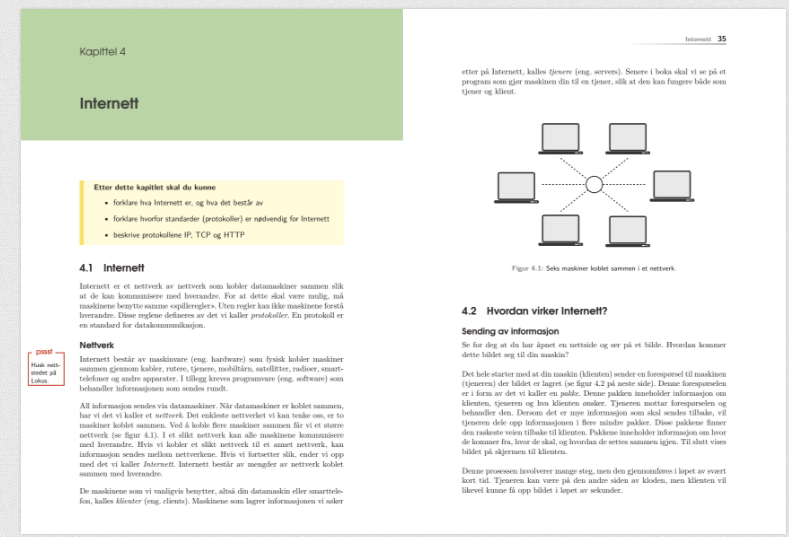 Kapittel 4
Internett
Etter dette kapitlet skal du kunne
• forklare hva Internett er, og hva det består av
• forklare hvorfor standarder (protokoller) er nødvendig for Internett
• beskrive protokollene IP, TCP og HTTP
4.1 Internett
Internett er et nettverk av nettverk som kobler datamaskiner sammen slik
at de kan kommunisere med hverandre. For at dette skal være mulig, må
maskinene benytte samme «spilleregler». Uten regler kan ikke maskinene forstå
hverandre. Disse reglene defineres av det vi kaller protokoller. En protokoll er
en standard for datakommunikasjon.
Nettverk
pssst
Husk nett-
stedet på
Lokus.
Internett består av maskinvare (eng. hardware) som fysisk kobler maskiner
sammen gjennom kabler, rutere, tjenere, mobiltårn, satellitter, radioer, smart-
telefoner og andre apparater. I tillegg kreves programvare (eng. software) som
behandler informasjonen som sendes rundt.
All informasjon sendes via datamaskiner. Når datamaskiner er koblet sammen,
har vi det vi kaller et nettverk. Det enkleste nettverket vi kan tenke oss, er to
maskiner koblet sammen. Ved å koble flere maskiner sammen får vi et større
nettverk (se figur 4.1). I et slikt nettverk kan alle maskinene kommunisere
med hverandre. Hvis vi kobler et slikt nettverk til et annet nettverk, kan
informasjon sendes mellom nettverkene. Hvis vi fortsetter slik, ender vi opp
med det vi kaller Internett. Internett består av mengder av nettverk koblet
sammen med hverandre.
De maskinene som vi vanligvis benytter, altså din datamaskin eller smarttele-
fon, kalles klienter (eng. clients). Maskinene som lagrer informasjonen vi søker
Internett 35
etter på Internett, kalles tjenere (eng. servers). Senere i boka skal vi se på et
program som gjør maskinen din til en tjener, slik at den kan fungere både som
tjener og klient.
Figur 4.1: Seks maskiner koblet sammen i et nettverk.
4.2 Hvordan virker Internett?
Sending av informasjon
Se for deg at du har åpnet en nettside og ser på et bilde. Hvordan kommer
dette bildet seg til din maskin?
Det hele starter med at din maskin (klienten) sender en forespørsel til maskinen
(tjeneren) der bildet er lagret (se figur 4.2 på neste side). Denne forespørselen
er i form av det vi kaller en pakke. Denne pakken inneholder informasjon om
klienten, tjeneren og hva klienten ønsker. Tjeneren mottar forespørselen og
behandler den. Dersom det er mye informasjon som skal sendes tilbake, vil
tjeneren dele opp informasjonen i flere mindre pakker. Disse pakkene finner
den raskeste veien tilbake til klienten. Pakkene inneholder informasjon om hvor
de kommer fra, hvor de skal, og hvordan de settes sammen igjen. Til slutt vises
bildet på skjermen til klienten.
Denne prosessen involverer mange steg, men den gjennomføres i løpet av svært
kort tid. Tjeneren kan være på den andre siden av kloden, men klienten vil
likevel kunne få opp bildet i løpet av sekunder.